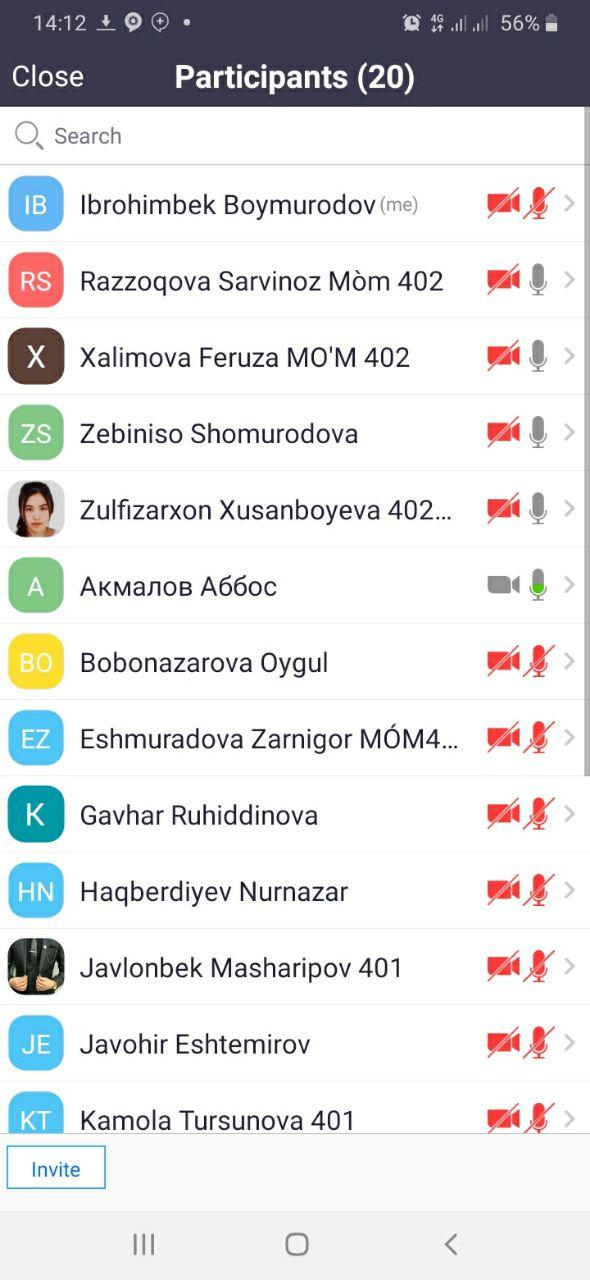 14:12 4G 56%
Close Participants (20)
Search
IB Ibrohimbek Boymurodov (me)
RS Razzoqova Sarvinoz Mòm 402
X Xalimova Feruza MO'M 402
ZS Zebiniso Shomurodova
Zulfizarxon Xusanboyeva 402...
A Акмалов Аббос
BO Bobonazarova Oygul
EZ Eshmuradova Zarnigor MÓM4...
K Gavhar Ruhiddinova
HN Haqberdiyev Nurnazar
Javlonbek Masharipov 401
JE Javohir Eshtemirov
KT Kamola Tursunova 401
Invite